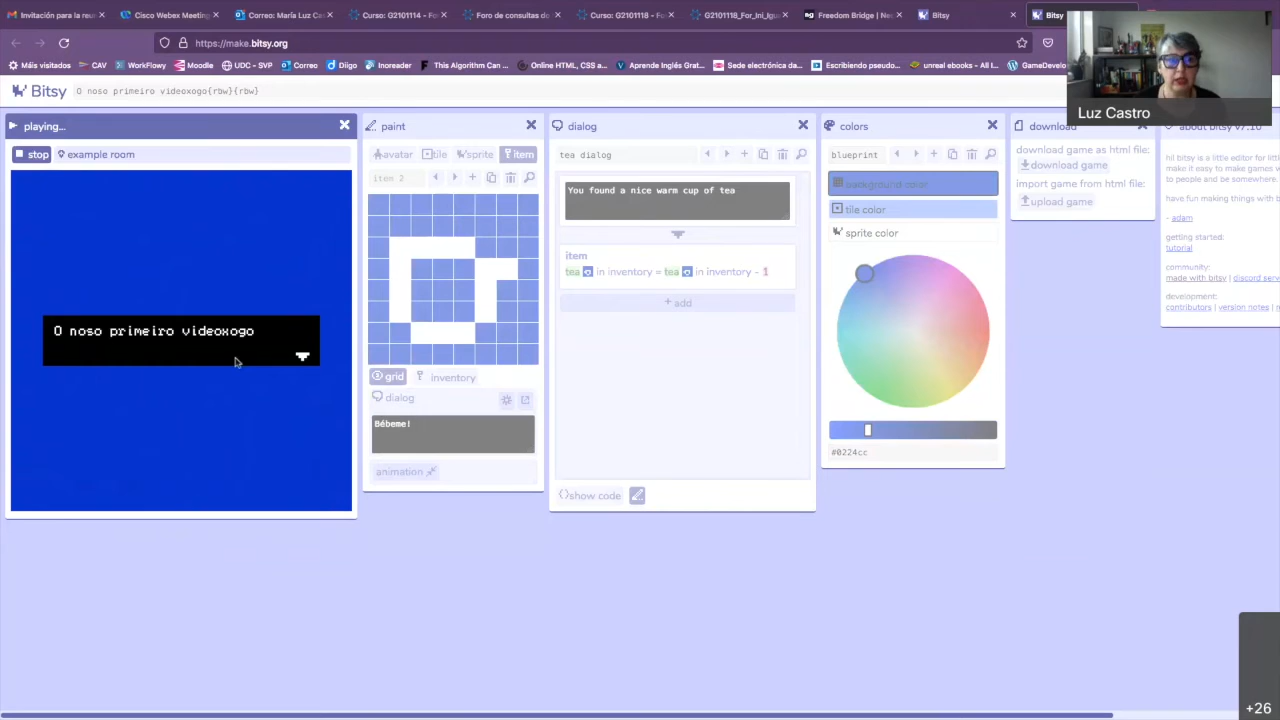 Invitación para la reu
Cisco Webex Meeting
Correo: María Luz Cas
Curso: G2101114 - Fo
Foro de consultas d
Curso: G2101118 - Fo
G2101118_For_Ini_Igu
Freedom Bridge | Ne
Bitsy
Bitsy
https://make.bitsy.org
Máis visitados
CAV
WorkFlowy
Moodle
UDC - SVP
Correo
Diigo
Inoreader
This Algorithm Can ...
Online HTML, CSS a...
Aprende Inglés Grat...
Sede electrónica da...
Escribiendo pseudo...
unreal ebooks - All I...
(GameDevelo
Luz Castro
Bitsy
O noso primeiro videoxogo{rbw}{rbw}
playing...
stop
example room
O noso primeiro videoxogo
paint
avatar
tile
sprite
item
item 2
grid
inventory
dialog
Bébeme!
animation
dialog
tea dialog
You found a nice warm cup of tea
item
tea in inventory = tea in inventory - 1
+ add
show code
colors
blueprint
background color
tile color
sprite color
#0224cc
download
download game as html file:
download game
import game from html file:
upload game
about bitsy v7.10
hi! bitsy is a little editor for littl
make it easy to make games w
to people and be somewhere.
have fun making things with b
- adam
getting started:
tutorial
community:
made with bitsy | discord serv
development:
contributors | version notes |
+26